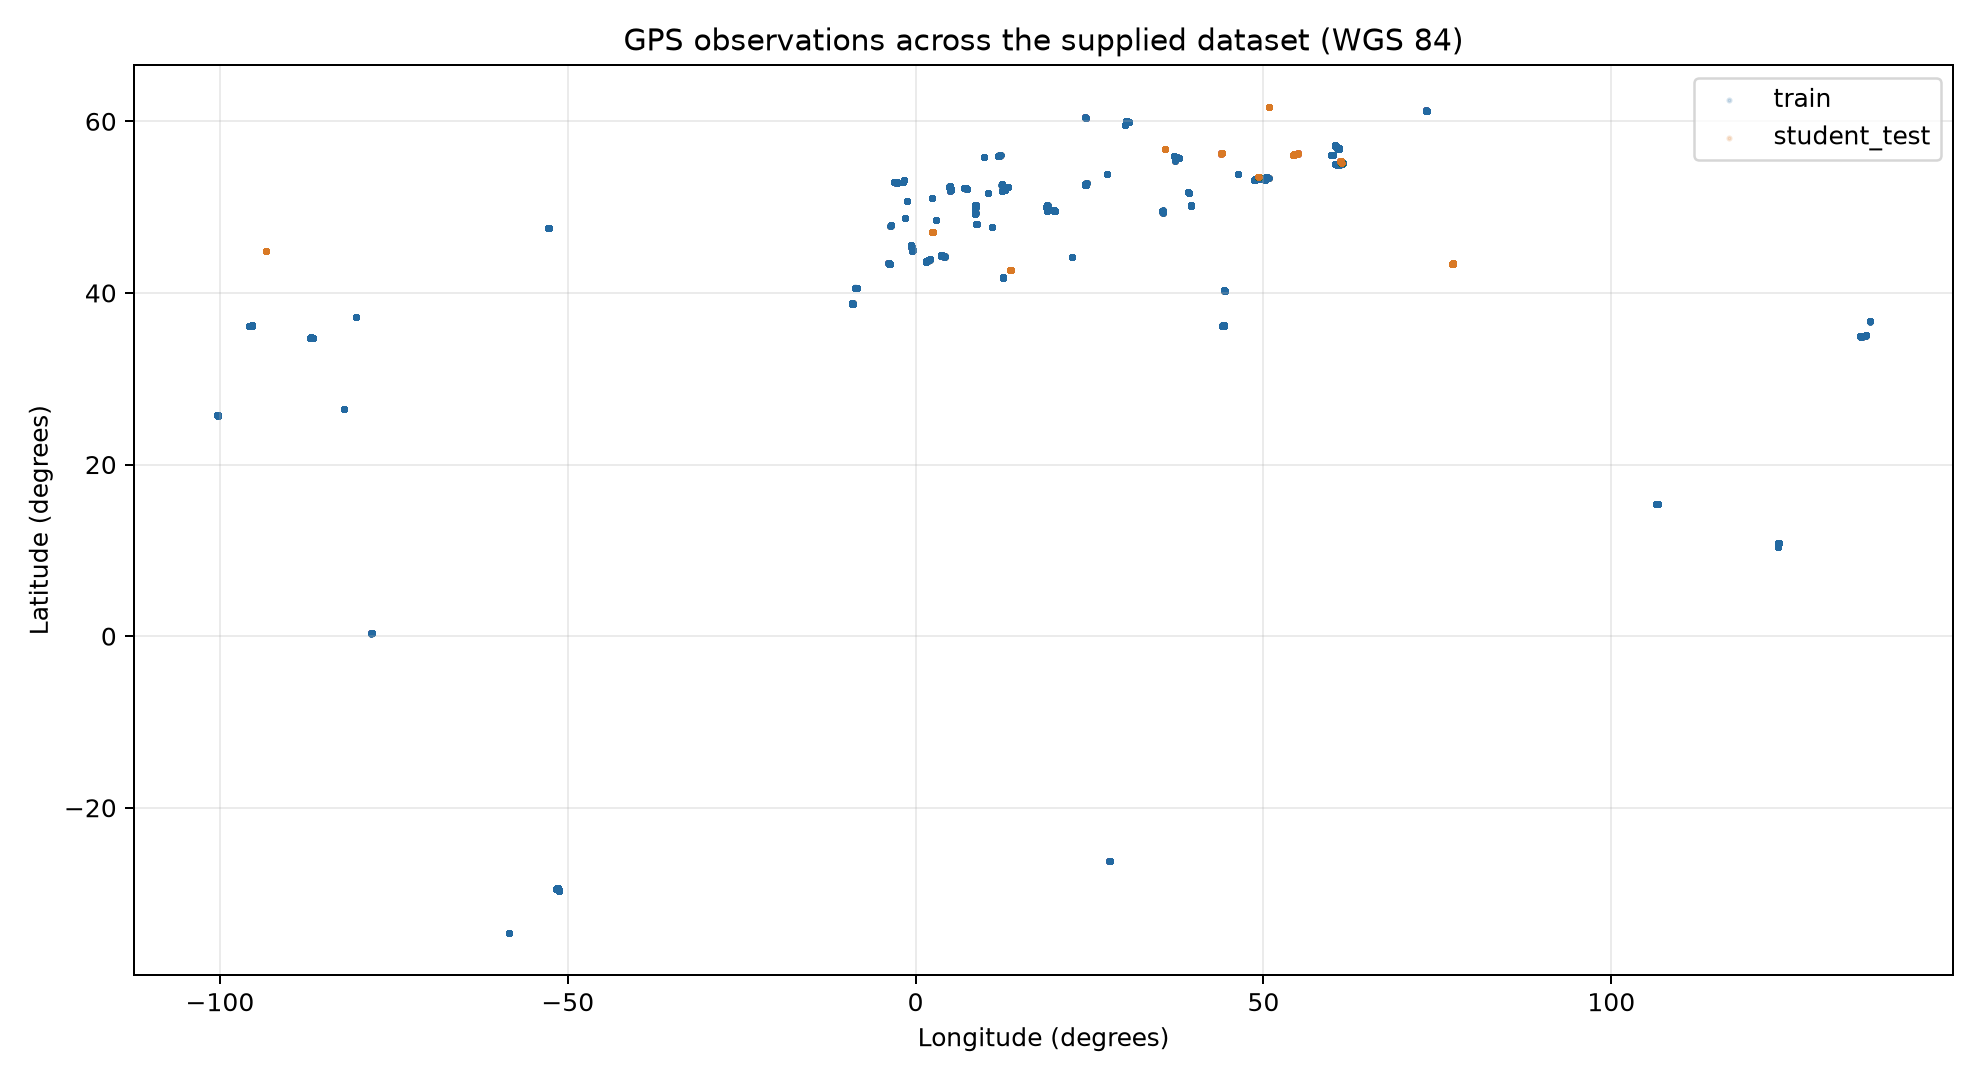 GPS observations across the supplied dataset (WGS 84)
train
student_test
60
40
20
0
−20
Latitude (degrees)
−100
−50
0
50
100
Longitude (degrees)